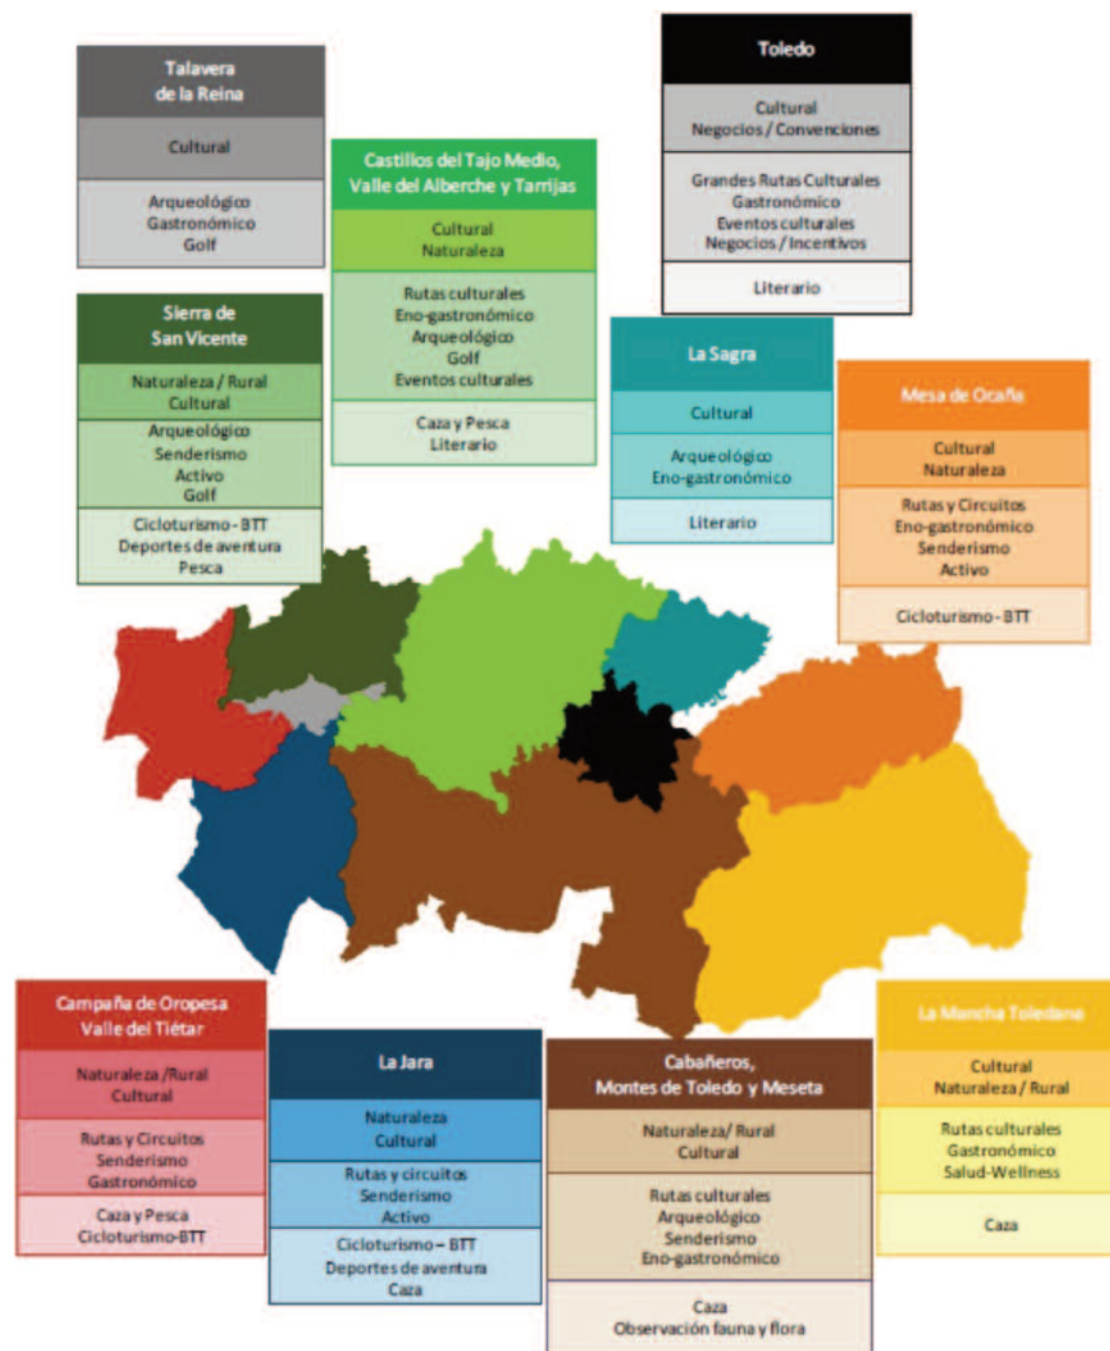 Talavera
de la Reina
Cultural
Arqueológico
Gastronómico
Golf
Castillos del Tajo Medio,
Valle del Alberche y Tarrijas
Cultural
Naturaleza
Rutas culturales
Eno-gastronómico
Arqueológico
Golf
Eventos culturales
Caza y Pesca
Literario
Toledo
Cultural
Negocios / Convenciones
Grandes Rutas Culturales
Gastronómico
Eventos culturales
Negocios / Incentivos
Literario
Sierra de
San Vicente
Naturaleza / Rural
Cultural
Arqueológico
Senderismo
Activo
Golf
Cicloturismo - BTT
Deportes de aventura
Pesca
La Sagra
Cultural
Arqueológico
Eno-gastronómico
Literario
Mesa de Ocaña
Cultural
Naturaleza
Rutas y Circuitos
Eno-gastronómico
Senderismo
Activo
Cicloturismo - BTT
Campaña de Oropesa
Valle del Tiétar
Naturaleza /Rural
Cultural
Rutas y Circuitos
Senderismo
Gastronómico
Caza y Pesca
Cicloturismo-BTT
La Jara
Naturaleza
Cultural
Rutas y circuitos
Senderismo
Activo
Cicloturismo – BTT
Deportes de aventura
Caza
Cabañeros,
Montes de Toledo y Meseta
Naturaleza/ Rural
Cultural
Rutas culturales
Arqueológico
Senderismo
Eno-gastronómico
Caza
Observación fauna y flora
La Mancha Toledana
Cultural
Naturaleza / Rural
Rutas culturales
Gastronómico
Salud-Wellness
Caza